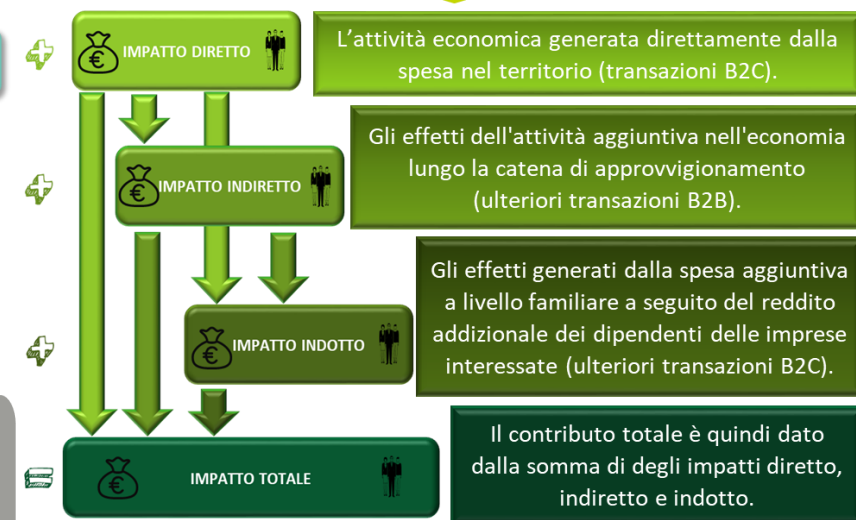 IMPATTO DIRETTO
L'attività economica generata direttamente dalla
spesa nel territorio (transazioni B2C).
IMPATTO INDIRETTO
Gli effetti dell'attività aggiuntiva nell'economia
lungo la catena di approvvigionamento
(ulteriori transazioni B2B).
IMPATTO INDOTTO
Gli effetti generati dalla spesa aggiuntiva
a livello familiare a seguito del reddito
addizionale dei dipendenti delle imprese
interessate (ulteriori transazioni B2C).
IMPATTO TOTALE
Il contributo totale è quindi dato
dalla somma di degli impatti diretto,
indiretto e indotto.